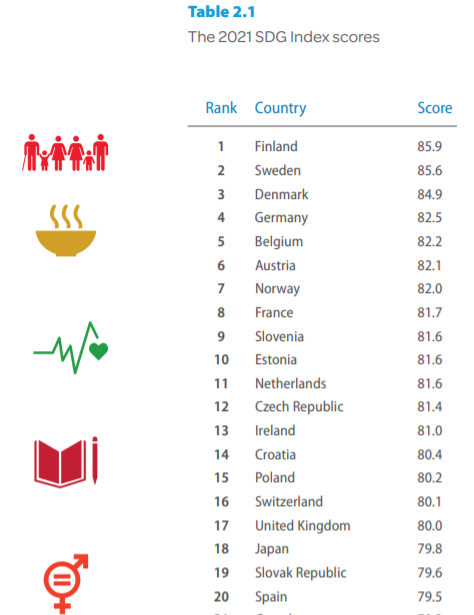 Table 2.1
The 2021 SDG Index scores
Rank Country Score
1 Finland 85.9
2 Sweden 85.6
3 Denmark 84.9
4 Germany 82.5
5 Belgium 82.2
6 Austria 82.1
7 Norway 82.0
8 France 81.7
9 Slovenia 81.6
10 Estonia 81.6
11 Netherlands 81.6
12 Czech Republic 81.4
13 Ireland 81.0
14 Croatia 80.4
15 Poland 80.2
16 Switzerland 80.1
17 United Kingdom 80.0
18 Japan 79.8
19 Slovak Republic 79.6
20 Spain 79.5